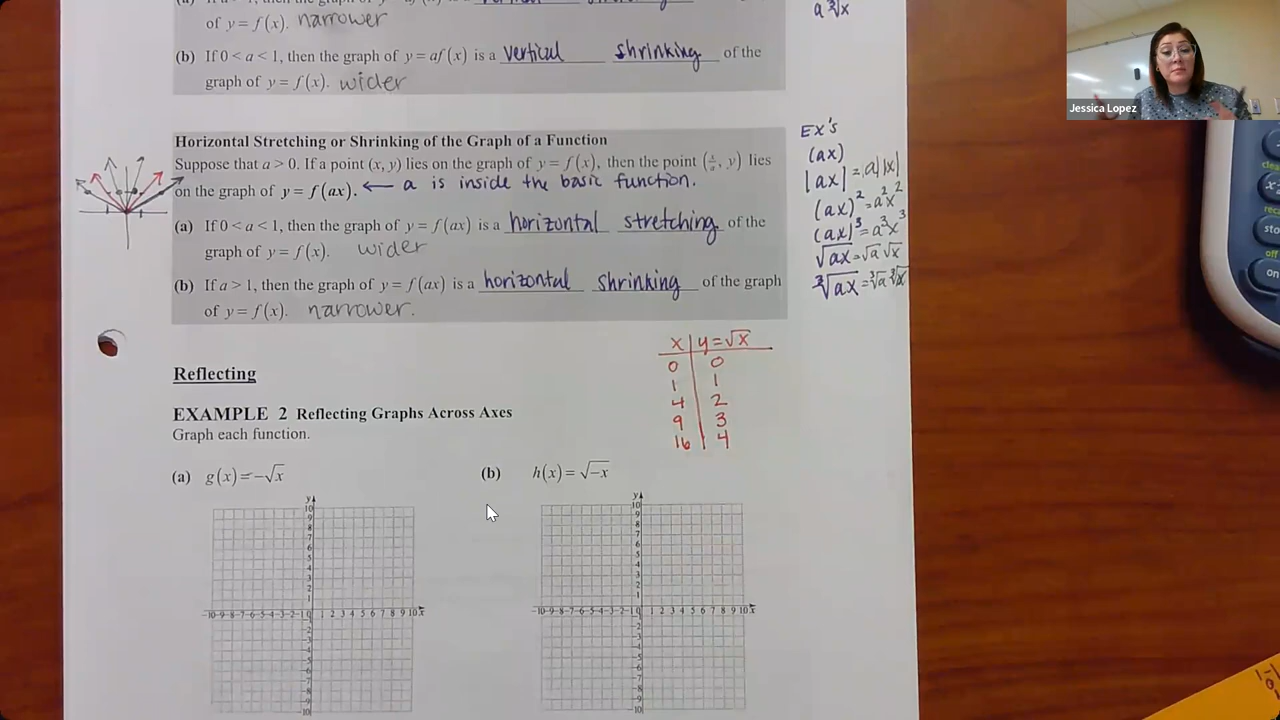 of y = f(x). narrower
a∛x
(b) If 0 < a < 1, then the graph of y = af(x) is a vertical shrinking of the
graph of y = f(x). wider
Jessica Lopez
Horizontal Stretching or Shrinking of the Graph of a Function
Suppose that a > 0. If a point (x, y) lies on the graph of y = f(x), then the point (x/a, y) lies
on the graph of y = f(ax). ← a is inside the basic function.
(a) If 0 < a < 1, then the graph of y = f(ax) is a horizontal stretching of the
graph of y = f(x). wider
(b) If a > 1, then the graph of y = f(ax) is a horizontal shrinking of the graph
of y = f(x). narrower.
Ex's
(ax)
|ax| = a|x|
(ax)² = a²x²
(ax)³ = a³x³
√ax = √a √x
∛ax = ∛a ∛x
x | y = √x
0 | 0
1 | 1
4 | 2
9 | 3
16 | 4
Reflecting
EXAMPLE 2 Reflecting Graphs Across Axes
Graph each function.
(a) g(x) = -√x
(b) h(x) = √-x